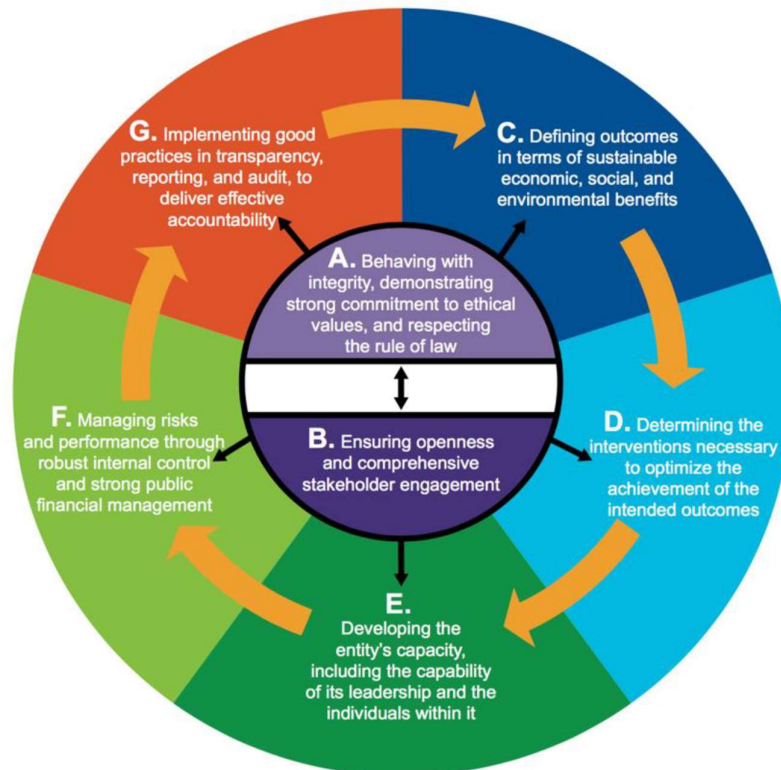 G. Implementing good
practices in transparency,
reporting, and audit, to
deliver effective
accountability
C. Defining outcomes
in terms of sustainable
economic, social, and
environmental benefits
A. Behaving with
integrity, demonstrating
strong commitment to ethical
values, and respecting
the rule of law
F. Managing risks
and performance through
robust internal control
and strong public
financial management
B. Ensuring openness
and comprehensive
stakeholder engagement
D. Determining the
interventions necessary
to optimize the
achievement of the
intended outcomes
E.
Developing the
entity's capacity,
including the capability
of its leadership and the
individuals within it